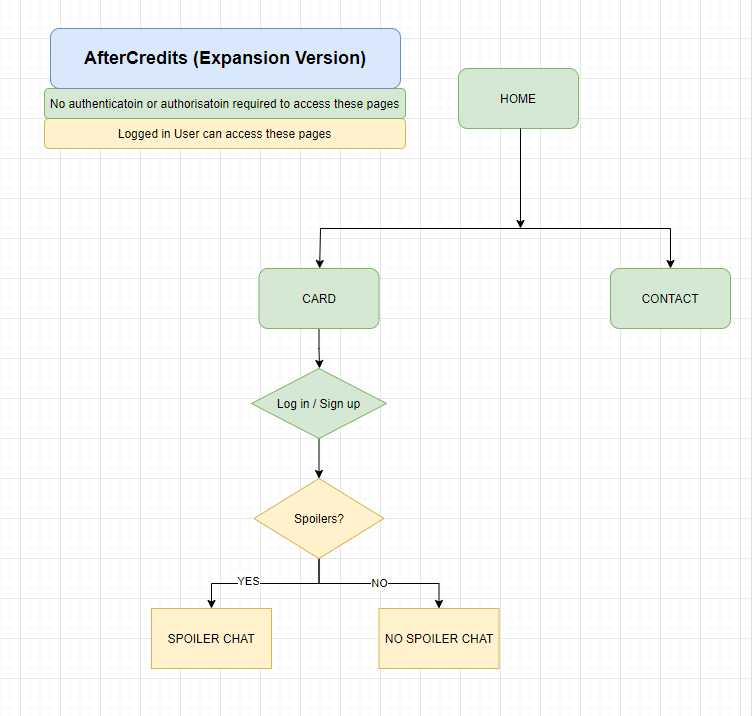 AfterCredits (Expansion Version)
No authenticatoin or authorisatoin required to access these pages
Logged in User can access these pages
HOME
CARD
CONTACT
Log in / Sign up
Spoilers?
YES
NO
SPOILER CHAT
NO SPOILER CHAT